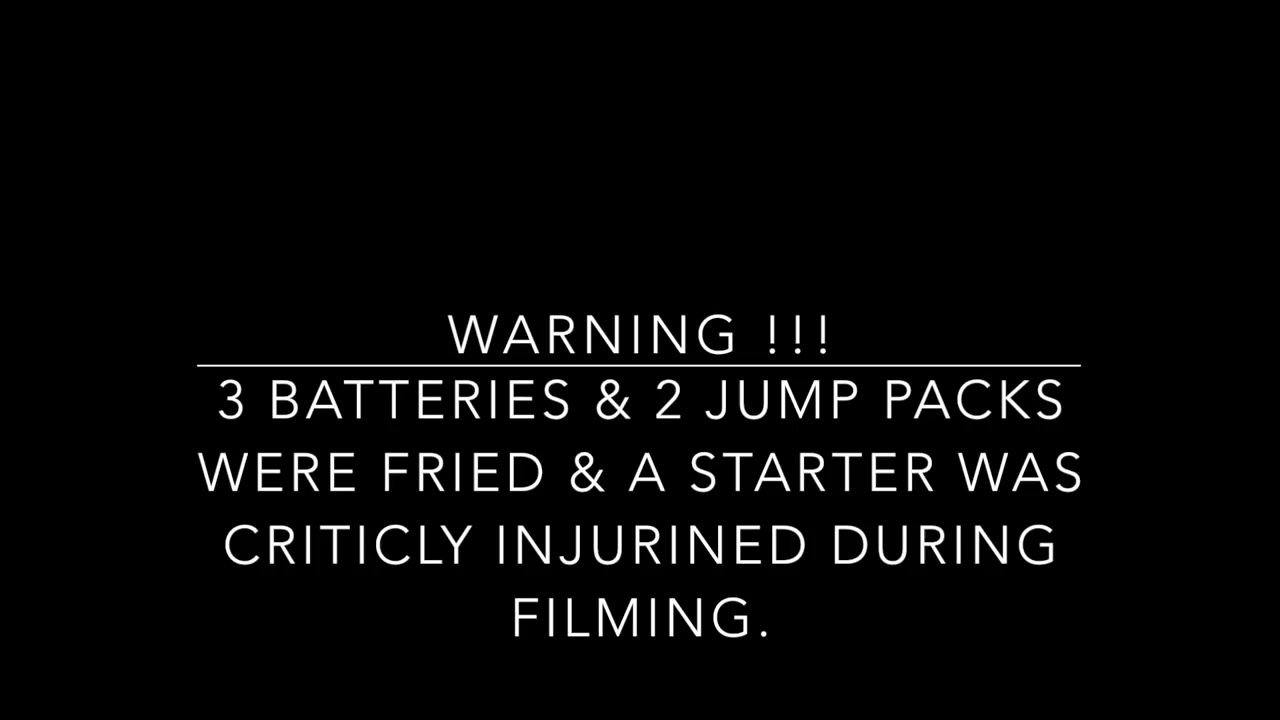 WARNING !!!
3 BATTERIES & 2 JUMP PACKS
WERE FRIED & A STARTER WAS
CRITICLY INJURINED DURING
FILMING.